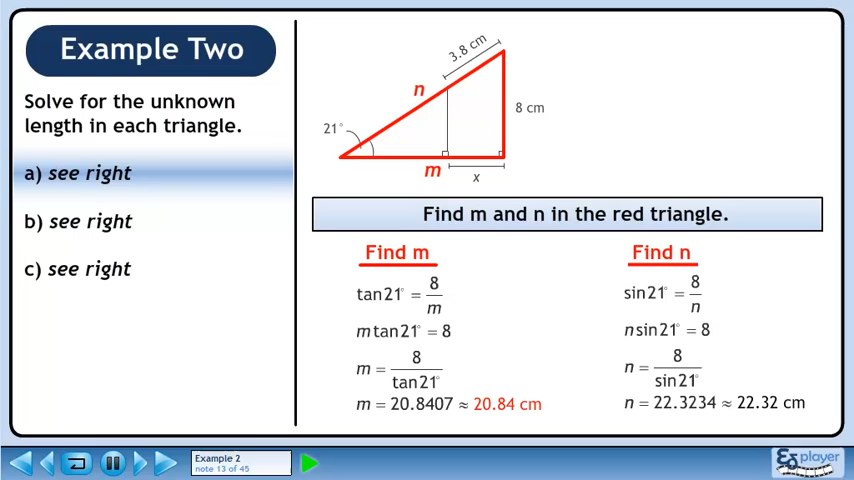 Example Two
Solve for the unknown
length in each triangle.
a) see right
b) see right
c) see right
3.8 cm
n
8 cm
21°
m
x
Find m and n in the red triangle.
Find m
tan21° = 8/m
m tan21° = 8
m = 8/tan21°
m = 20.8407 ≈ 20.84 cm
Find n
sin21° = 8/n
n sin21° = 8
n = 8/sin21°
n = 22.3234 ≈ 22.32 cm
Example 2
note 13 of 45
player